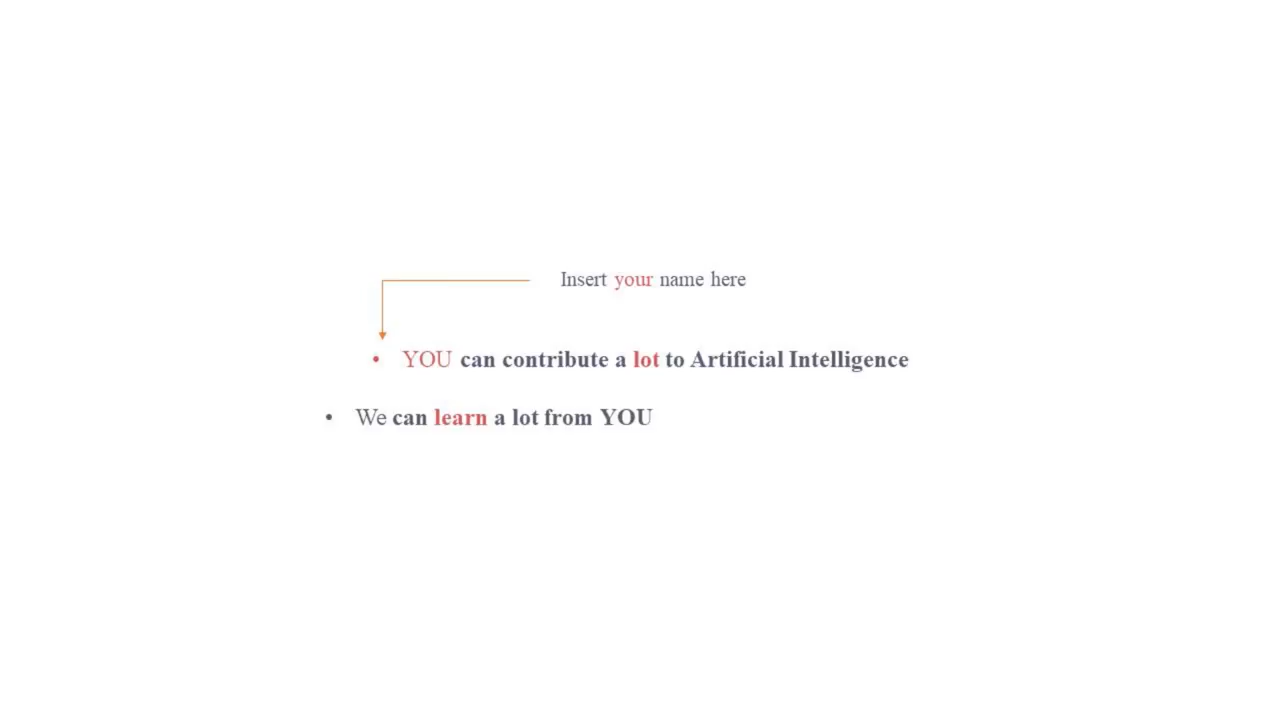 Insert your name here
• YOU can contribute a lot to Artificial Intelligence
• We can learn a lot from YOU